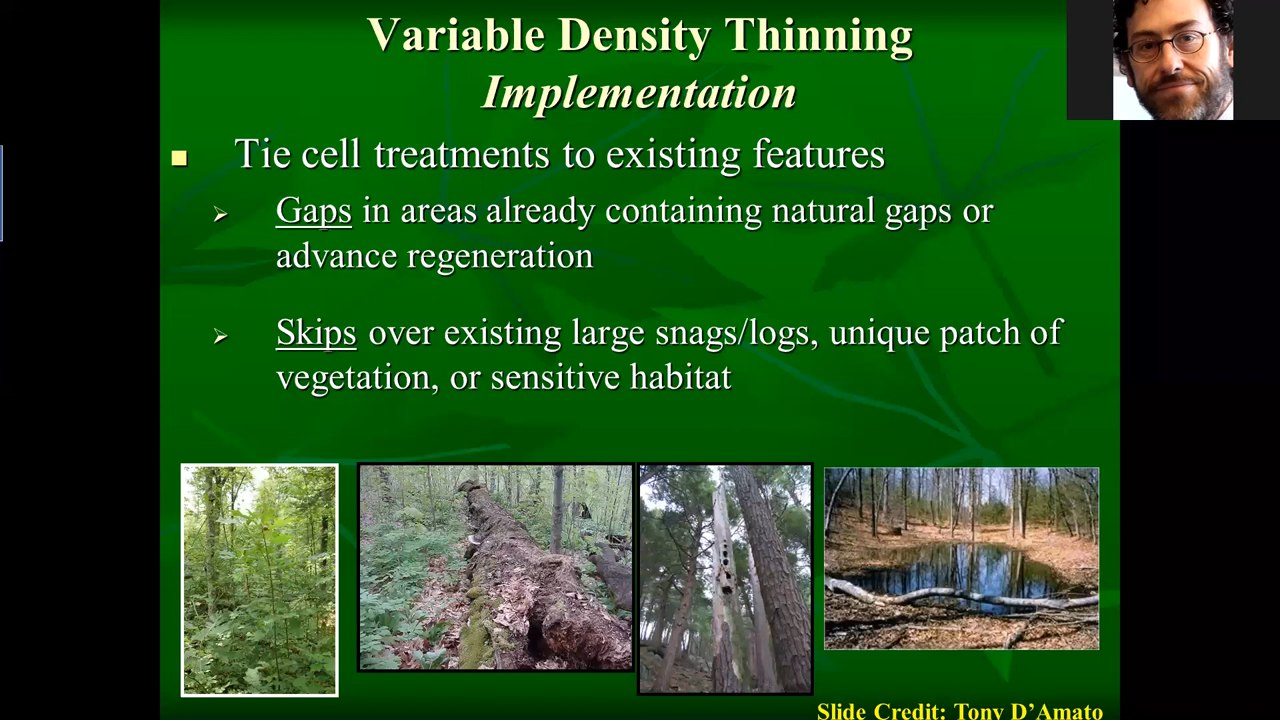 Variable Density Thinning
Implementation
Tie cell treatments to existing features
Gaps in areas already containing natural gaps or
advance regeneration
Skips over existing large snags/logs, unique patch of
vegetation, or sensitive habitat
Slide Credit: Tony D’Amato